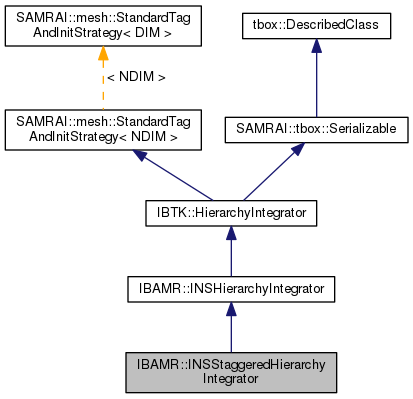 SAMRAI::mesh::StandardTag
AndInitStrategy< DIM >
tbox::DescribedClass
< NDIM >
SAMRAI::mesh::StandardTag
AndInitStrategy< NDIM >
SAMRAI::tbox::Serializable
IBTK::HierarchyIntegrator
IBAMR::INSHierarchyIntegrator
IBAMR::INSStaggeredHierarchy
Integrator